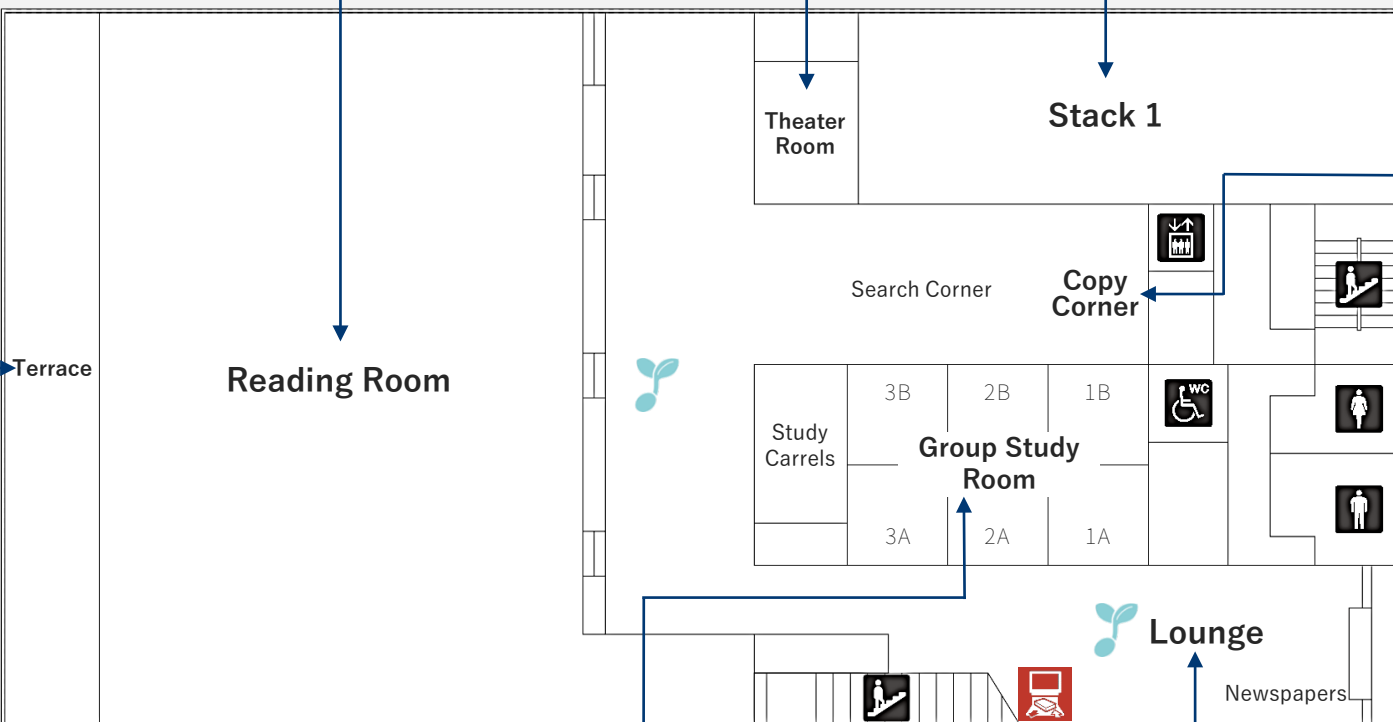 Theater
Room
Stack 1
Search Corner
Copy
Corner
Terrace
Reading Room
WC
3B
2B
1B
Study
Carrels
Group Study
Room
3A
2A
1A
Lounge
Newspapers